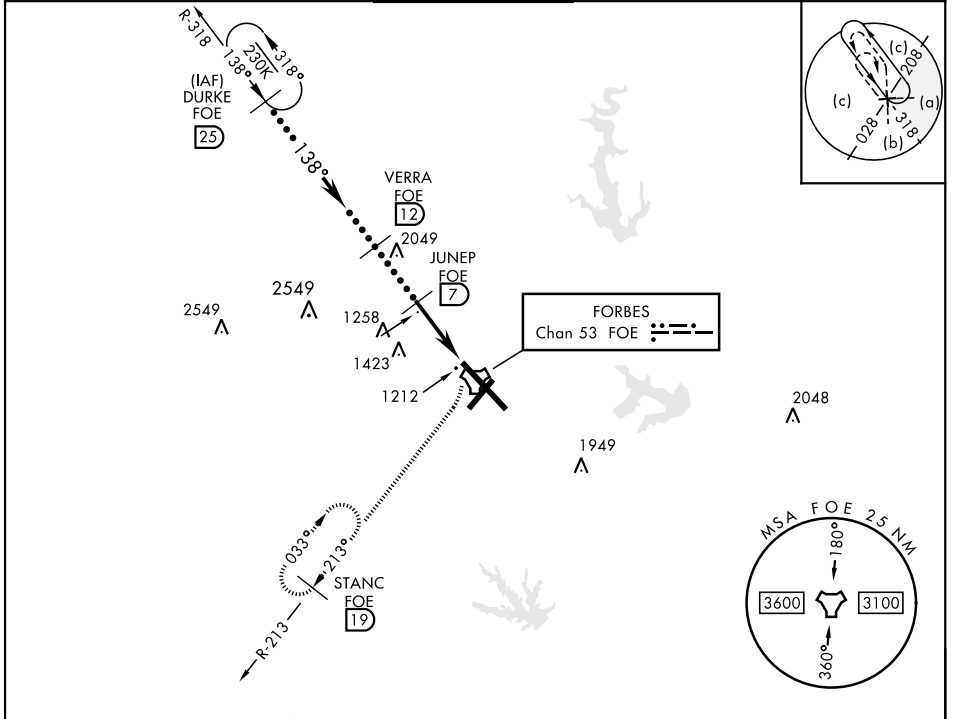 R-318
138°
230K
318°
(IAF)
DURKE
FOE
25
138°
VERRA
FOE
12
2049
JUNEP
FOE
7
2549
2549
1258
1423
1212
FORBES
Chan 53 FOE
2048
1949
033°
213°
STANC
FOE
19
R-213
(c)
208
(c)
(a)
028
318
(b)
MSA FOE 25 NM
180°
3600
3100
360°